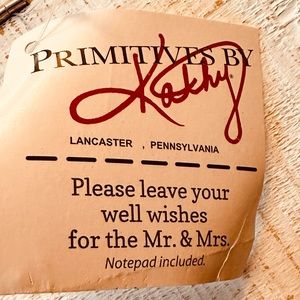 PRIMITIVES BY
Kathy®
LANCASTER , PENNSYLVANIA
Please leave your
well wishes
for the Mr. & Mrs.
Notepad included.